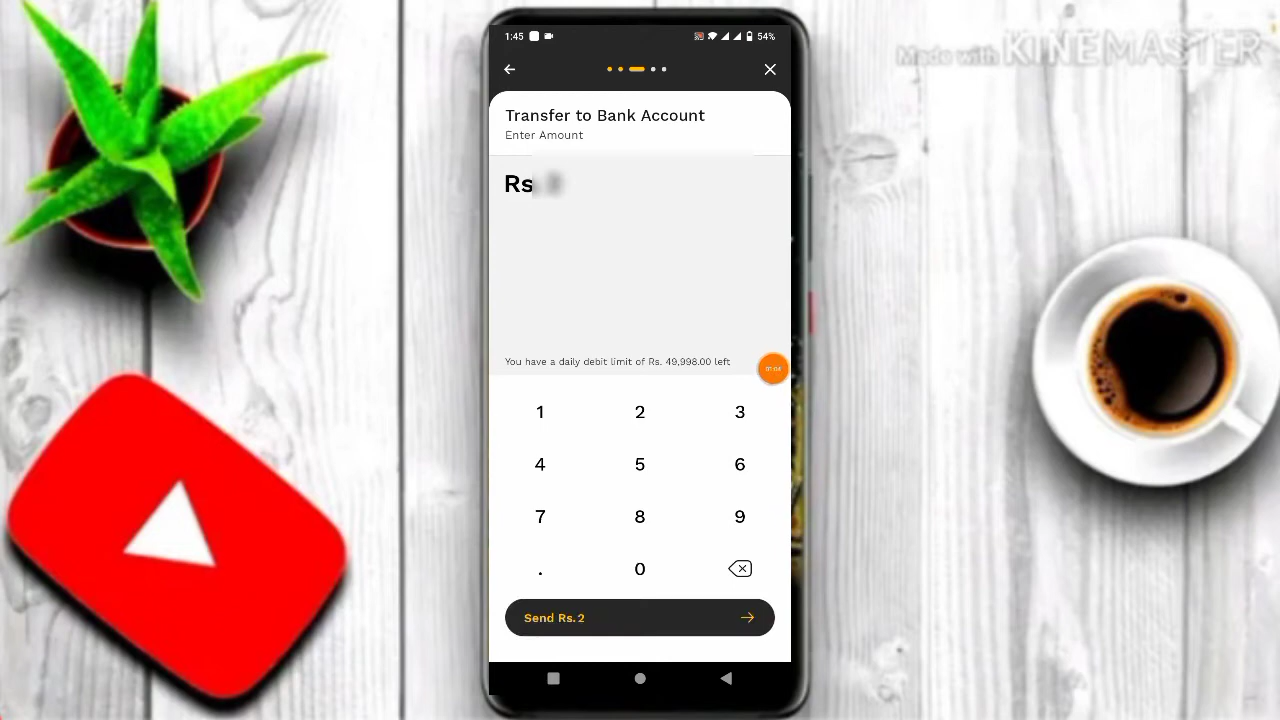 1:45
54%
Made with KINEMASTER
Transfer to Bank Account
Enter Amount
Rs
You have a daily debit limit of Rs. 49,998.00 left
1 2 3
4 5 6
7 8 9
. 0
Send Rs. 2